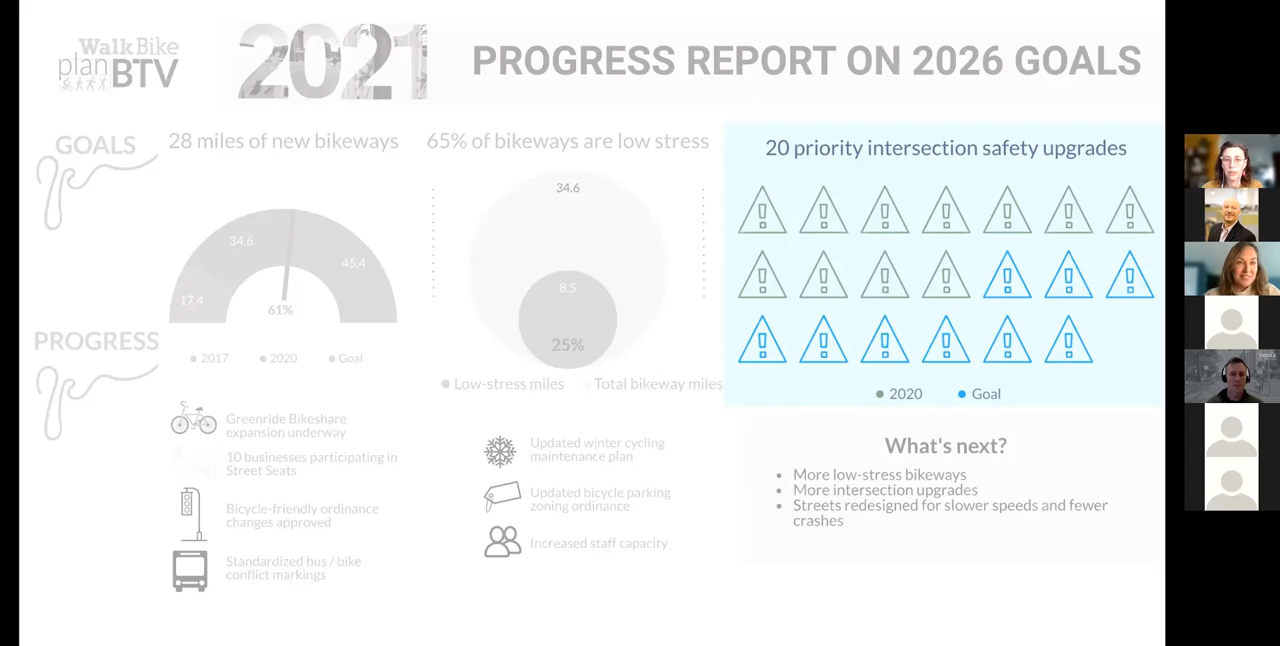 Walk Bike
plan BTV
2021
PROGRESS REPORT ON 2026 GOALS
GOALS
28 miles of new bikeways
17.4
34.6
45.4
61%
2017
2020
Goal
65% of bikeways are low stress
34.6
8.5
25%
Low-stress miles
Total bikeway miles
20 priority intersection safety upgrades
2020
Goal
PROGRESS
Greenride Bikeshare
expansion underway
10 businesses participating in
Street Seats
Bicycle-friendly ordinance
changes approved
Standardized bus / bike
conflict markings
Updated winter cycling
maintenance plan
Updated bicycle parking
zoning ordinance
Increased staff capacity
What's next?
More low-stress bikeways
More intersection upgrades
Streets redesigned for slower speeds and fewer
crashes